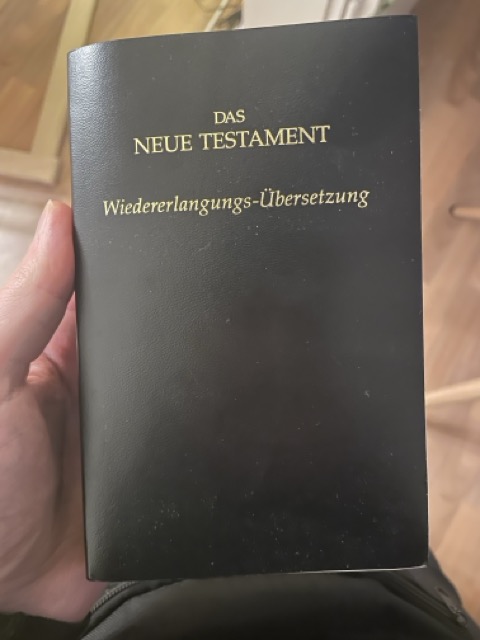 DAS
NEUE TESTAMENT
Wiedererlangungs-Übersetzung